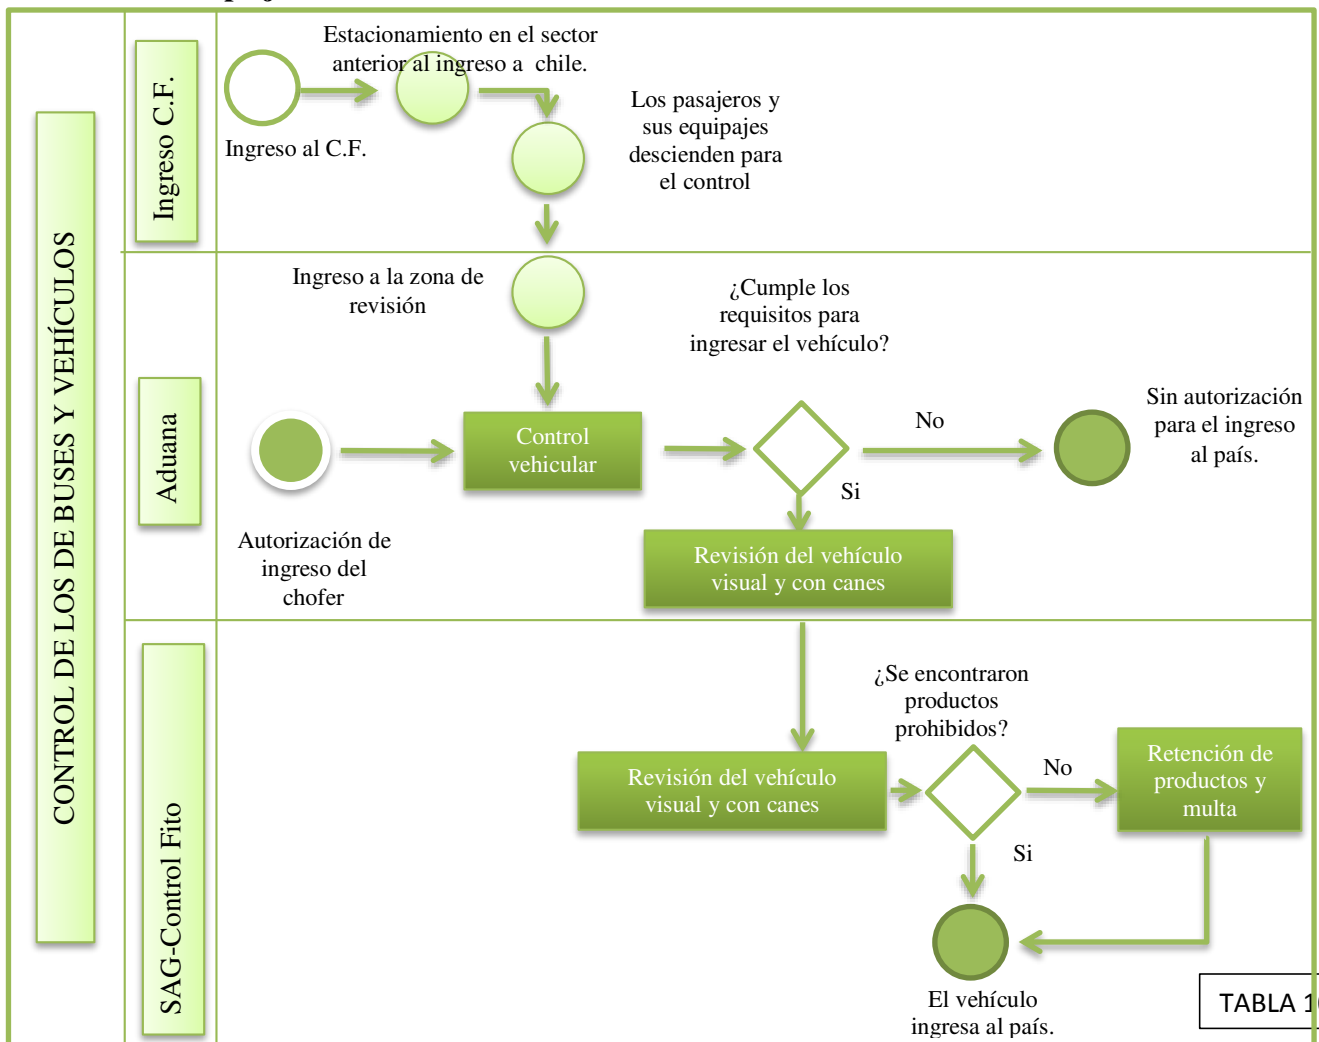 CONTROL DE LOS DE BUSES Y VEHÍCULOS
Ingreso C.F.
Estacionamiento en el sector
anterior al ingreso a chile.
Ingreso al C.F.
Los pasajeros y
sus equipajes
descienden para
el control
Aduana
Ingreso a la zona de
revisión
¿Cumple los
requisitos para
ingresar el vehículo?
Control
vehicular
No
Sin autorización
para el ingreso
al país.
Si
Autorización de
ingreso del
chofer
Revisión del vehículo
visual y con canes
SAG-Control Fito
¿Se encontraron
productos
prohibidos?
Revisión del vehículo
visual y con canes
No
Retención de
productos y
multa
Si
El vehículo
ingresa al país.
TABLA